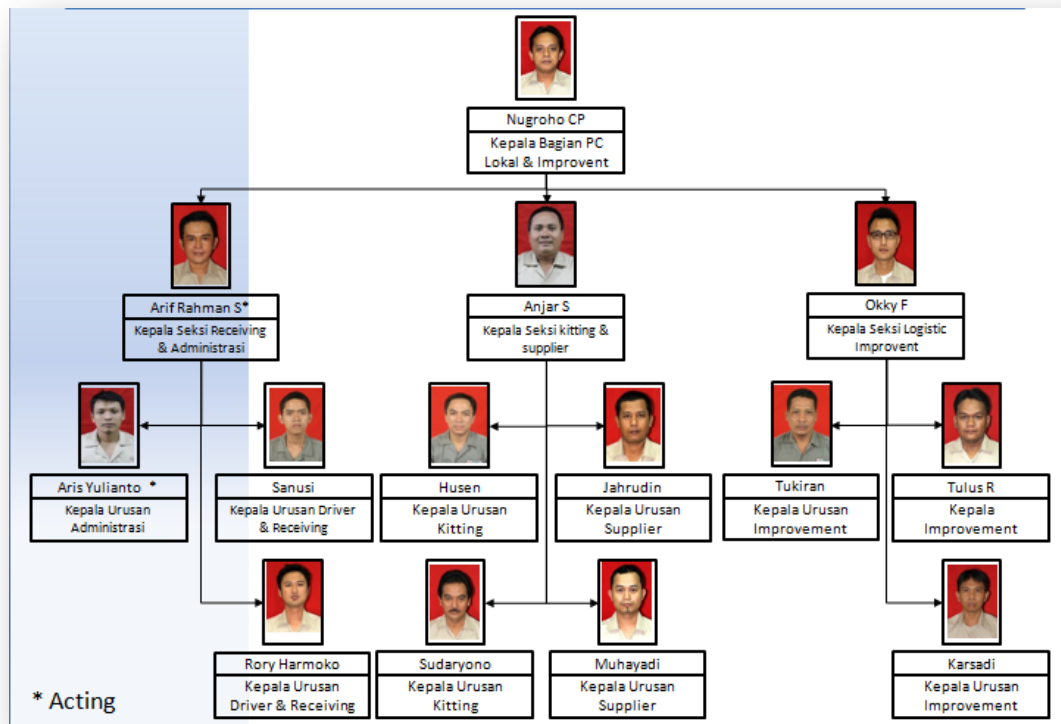 Nugroho CP
Kepala Bagian PC
Lokal & Improvent
Arif Rahman S*
Kepala Seksi Receiving
& Administrasi
Anjar S
Kepala Seksi kitting &
supplier
Okky F
Kepala Seksi Logistic
Improvent
Aris Yulianto *
Kepala Urusan
Administrasi
Sanusi
Kepala Urusan Driver
& Receiving
Husen
Kepala Urusan
Kitting
Jahrudin
Kepala Urusan
Supplier
Tukiran
Kepala Urusan
Improvement
Tulus R
Kepala
Improvement
Rory Harmoko
Kepala Urusan
Driver & Receiving
Sudaryono
Kepala Urusan
Kitting
Muhayadi
Kepala Urusan
Supplier
Karsadi
Kepala Urusan
Improvement
* Acting